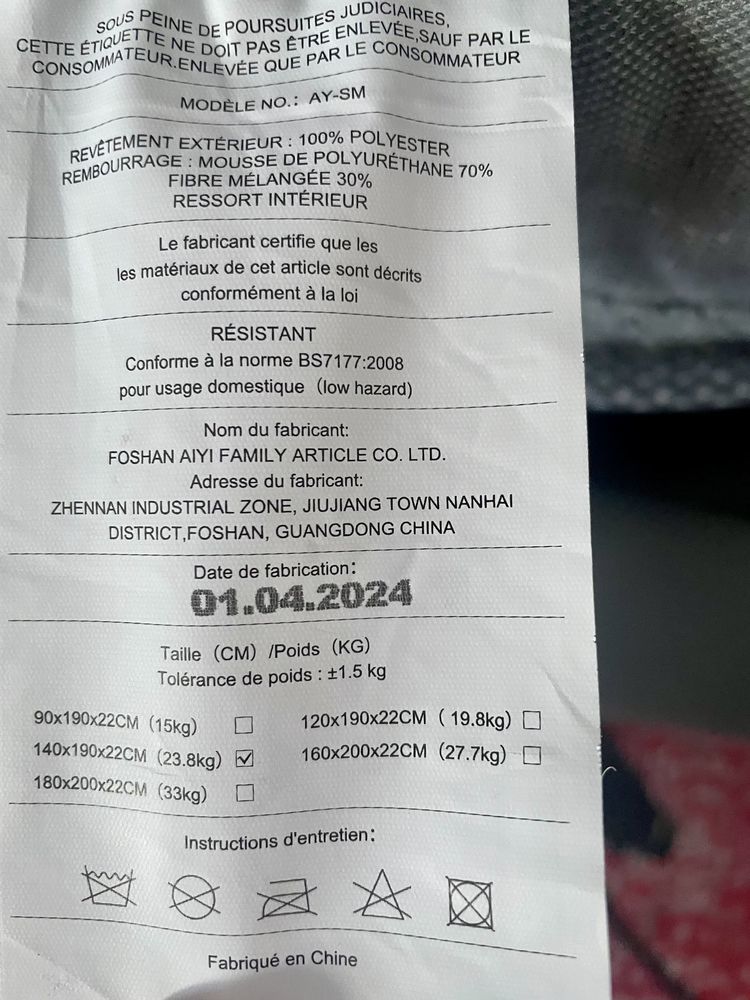 SOUS PEINE DE POURSUITES JUDICIAIRES,
CETTE ÉTIQUETTE NE DOIT PAS ÊTRE ENLEVÉE,SAUF PAR LE
CONSOMMATEUR.ENLEVÉE QUE PAR LE CONSOMMATEUR
MODÈLE NO.: AY-SM
REVÊTEMENT EXTÉRIEUR : 100% POLYESTER
REMBOURRAGE : MOUSSE DE POLYURÉTHANE 70%
FIBRE MÉLANGÉE 30%
RESSORT INTÉRIEUR
Le fabricant certifie que les
les matériaux de cet article sont décrits
conformément à la loi
RÉSISTANT
Conforme à la norme BS7177:2008
pour usage domestique (low hazard)
Nom du fabricant:
FOSHAN AIYI FAMILY ARTICLE CO. LTD.
Adresse du fabricant:
ZHENNAN INDUSTRIAL ZONE, JIUJIANG TOWN NANHAI
DISTRICT,FOSHAN, GUANGDONG CHINA
Date de fabrication:
01.04.2024
Taille (CM) /Poids (KG)
Tolérance de poids : ±1.5 kg
90x190x22CM (15kg) ☐ 120x190x22CM ( 19.8kg) ☐
140x190x22CM (23.8kg) ☑ 160x200x22CM (27.7kg) ☐
180x200x22CM (33kg) ☐
Instructions d'entretien:
Fabriqué en Chine